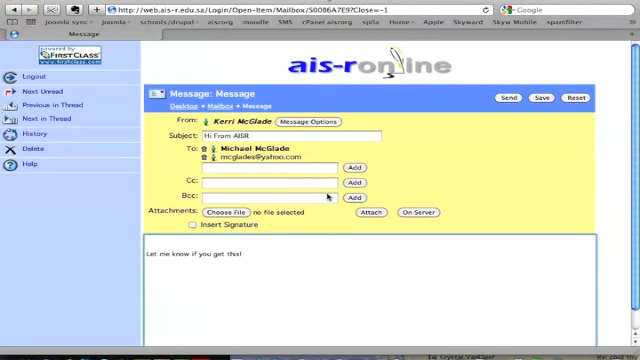 http://web.ais-r.edu.sa/Login/Open-Item/Mailbox/S0086A7E9?Close=-1
Google
joomla sym
schools/drupal
aisrorg
moodle
SMS
cPanel aisrorg
spila
Home
Apple
Skyward
Skyw Mobile
spamfilter
Message
powered by
FIRSTCLASS
www.firstclass.com
ais-ronline
Logout
Next Unread
Previous in Thread
Next in Thread
History
Delete
Help
Message: Message
Desktop Mailbox Message
Send
Save
Reset
From: Kerri McGlade Message Options
Subject: Hi From AISR
To: Michael McGlade
mcglades@yahoo.com
Add
Cc: Add
Bcc: Add
Attachments: Choose File no file selected Attach On Server
Insert Signature
Let me know if you get this!